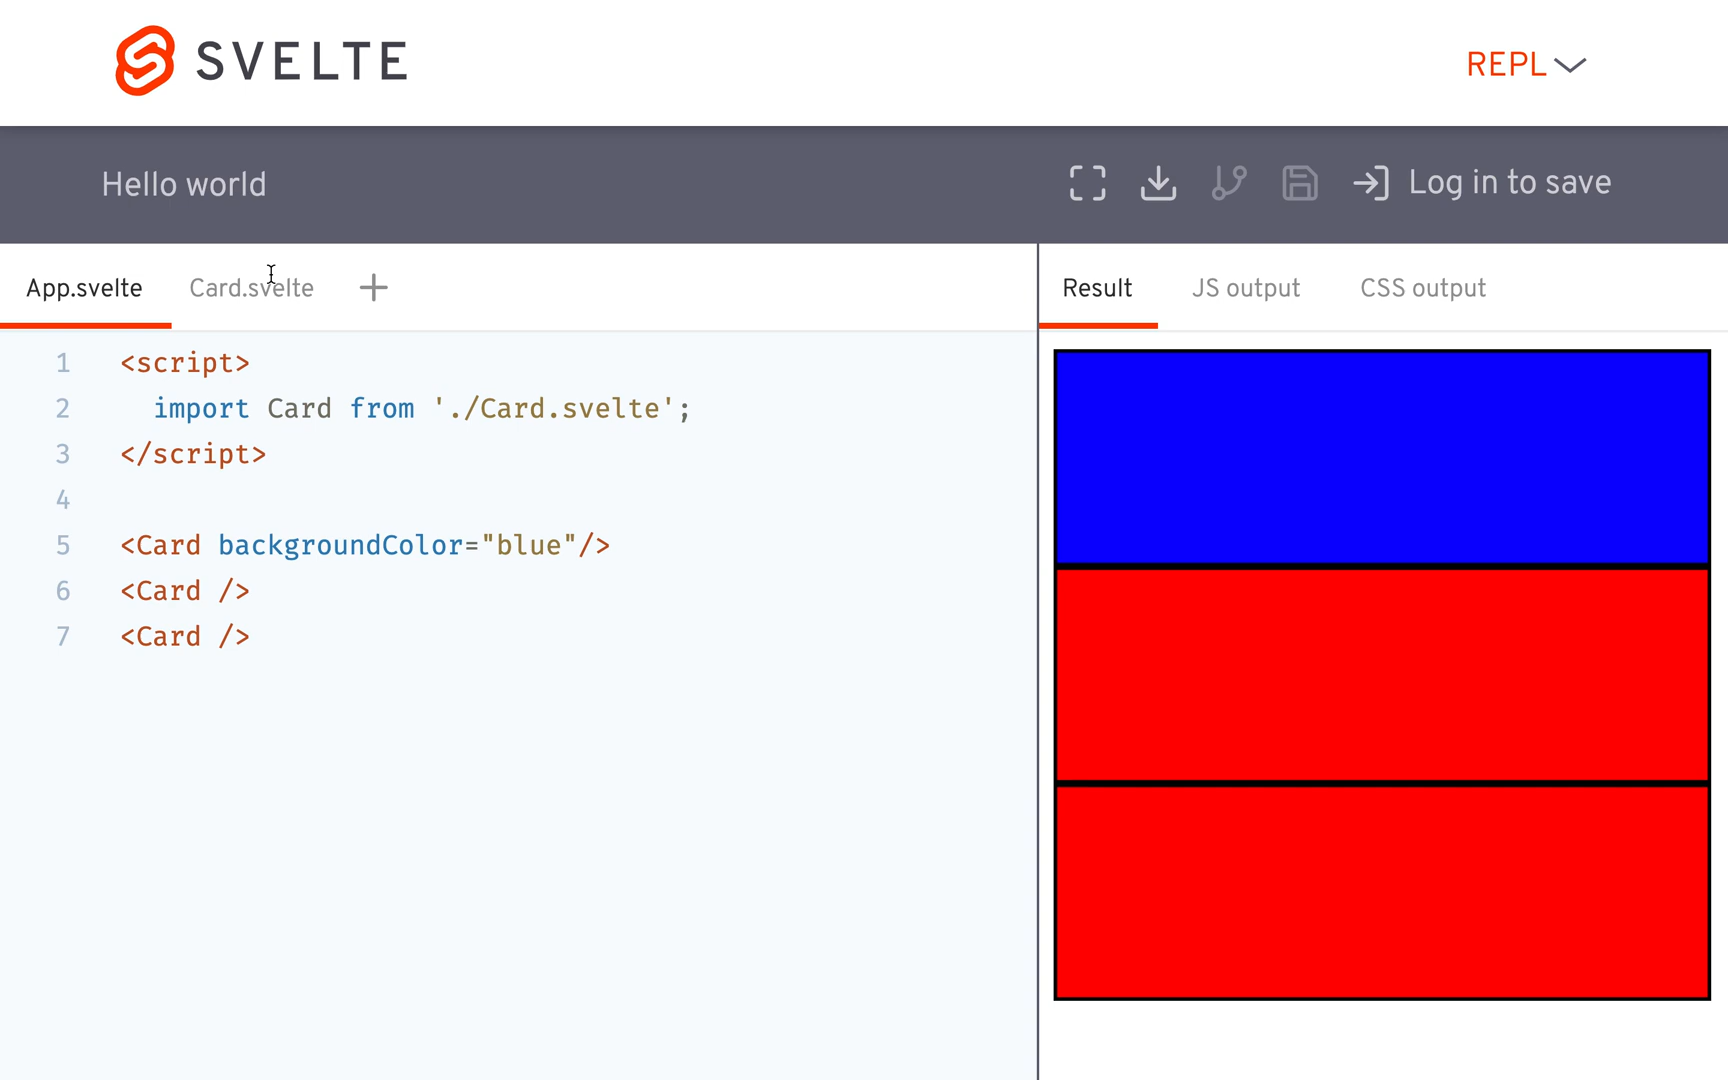 SVELTE
REPL
Hello world
Log in to save
App.svelte
Card.svelte
Result
JS output
CSS output
1 <script>
2 import Card from './Card.svelte';
3 </script>
4
5 <Card backgroundColor="blue"/>
6 <Card />
7 <Card />